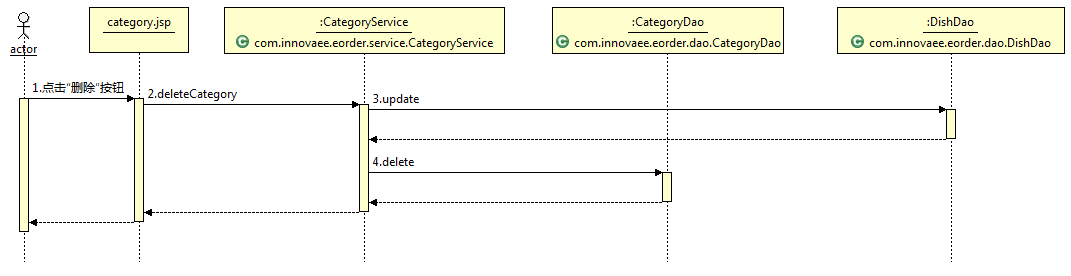 actor
category.jsp
:CategoryService
C com.innovaee.eorder.service.CategoryService
:CategoryDao
C com.innovaee.eorder.dao.CategoryDao
:DishDao
C com.innovaee.eorder.dao.DishDao
1.点击"删除"按钮
2.deleteCategory
3.update
4.delete